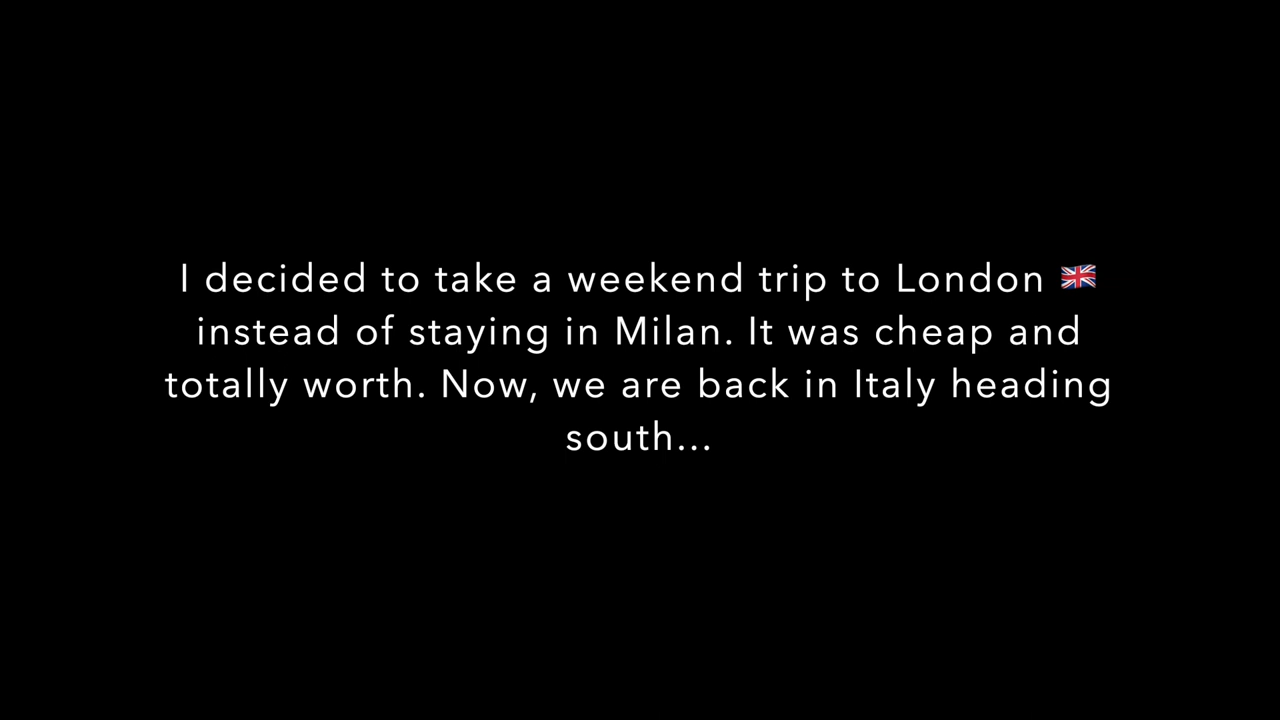 I decided to take a weekend trip to London 🇬🇧
instead of staying in Milan. It was cheap and
totally worth. Now, we are back in Italy heading
south...